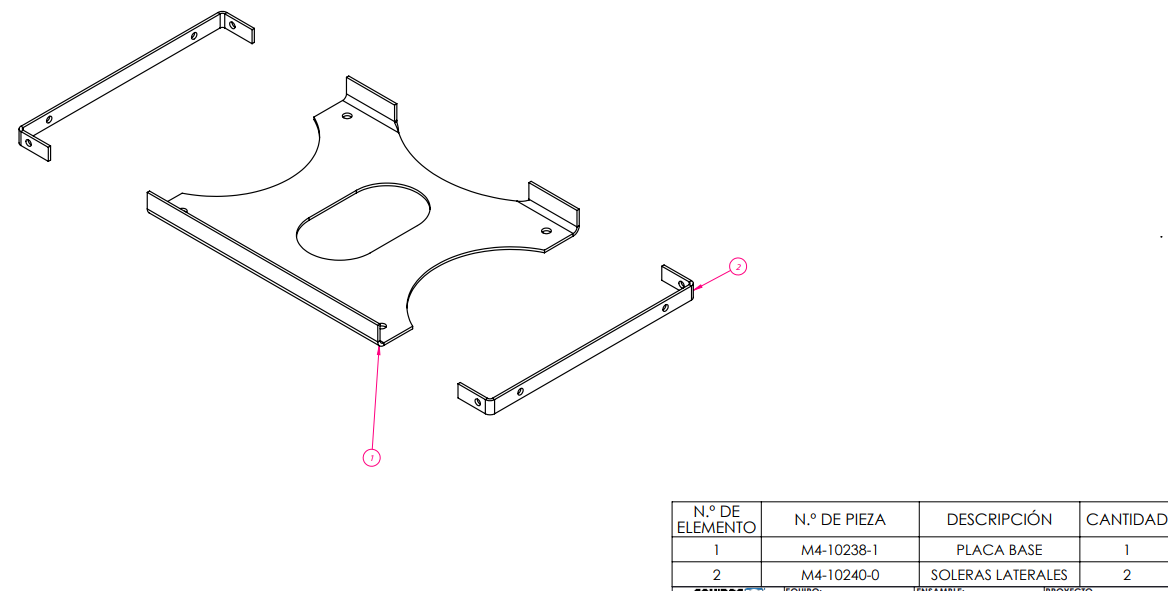 2
1
N.º DE ELEMENTO N.º DE PIEZA DESCRIPCIÓN CANTIDAD
1 M4-10238-1 PLACA BASE 1
2 M4-10240-0 SOLERAS LATERALES 2
EQUIPO: ENSAMBLE: PROYECTO